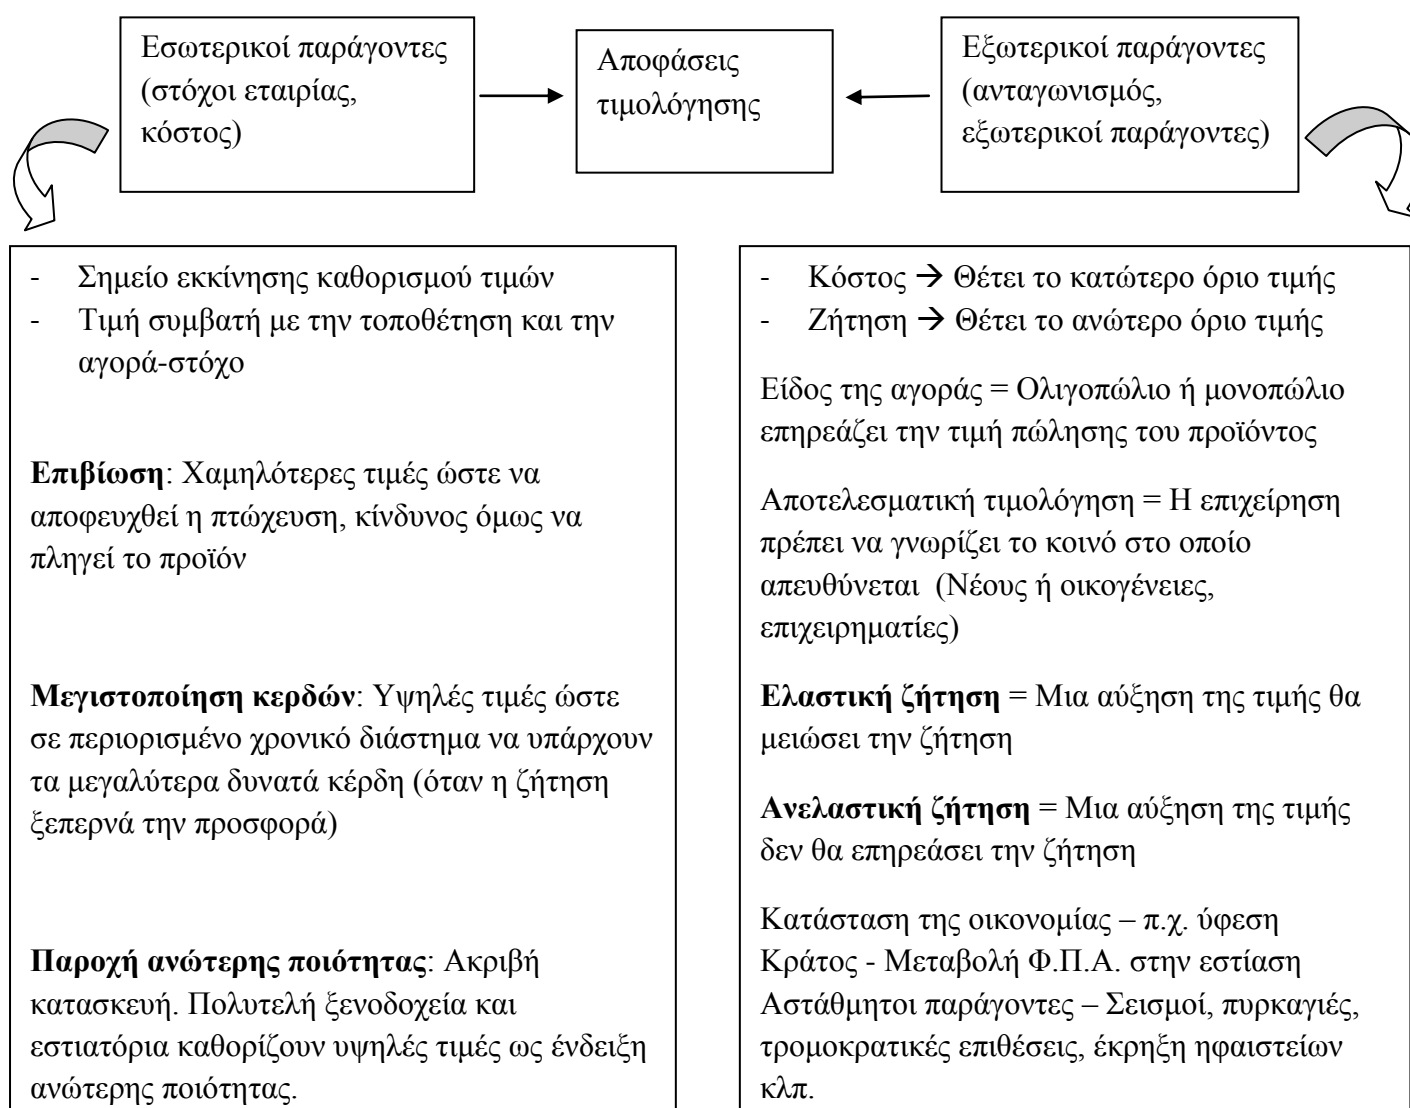 Εσωτερικοί παράγοντες
(στόχοι εταιρίας,
κόστος)
Αποφάσεις
τιμολόγησης
Εξωτερικοί παράγοντες
(ανταγωνισμός,
εξωτερικοί παράγοντες)
- Σημείο εκκίνησης καθορισμού τιμών
- Τιμή συμβατή με την τοποθέτηση και την
αγορά-στόχο
Επιβίωση: Χαμηλότερες τιμές ώστε να
αποφευχθεί η πτώχευση, κίνδυνος όμως να
πληγεί το προϊόν
Μεγιστοποίηση κερδών: Υψηλές τιμές ώστε
σε περιορισμένο χρονικό διάστημα να υπάρχουν
τα μεγαλύτερα δυνατά κέρδη (όταν η ζήτηση
ξεπερνά την προσφορά)
Παροχή ανώτερης ποιότητας: Ακριβή
κατασκευή. Πολυτελή ξενοδοχεία και
εστιατόρια καθορίζουν υψηλές τιμές ως ένδειξη
ανώτερης ποιότητας.
- Κόστος → Θέτει το κατώτερο όριο τιμής
- Ζήτηση → Θέτει το ανώτερο όριο τιμής
Είδος της αγοράς = Ολιγοπώλιο ή μονοπώλιο
επηρεάζει την τιμή πώλησης του προϊόντος
Αποτελεσματική τιμολόγηση = Η επιχείρηση
πρέπει να γνωρίζει το κοινό στο οποίο
απευθύνεται (Νέους ή οικογένειες,
επιχειρηματίες)
Ελαστική ζήτηση = Μια αύξηση της τιμής θα
μειώσει την ζήτηση
Ανελαστική ζήτηση = Μια αύξηση της τιμής
δεν θα επηρεάσει την ζήτηση
Κατάσταση της οικονομίας – π.χ. ύφεση
Κράτος - Μεταβολή Φ.Π.Α. στην εστίαση
Αστάθμητοι παράγοντες – Σεισμοί, πυρκαγιές,
τρομοκρατικές επιθέσεις, έκρηξη ηφαιστείων
κλπ.